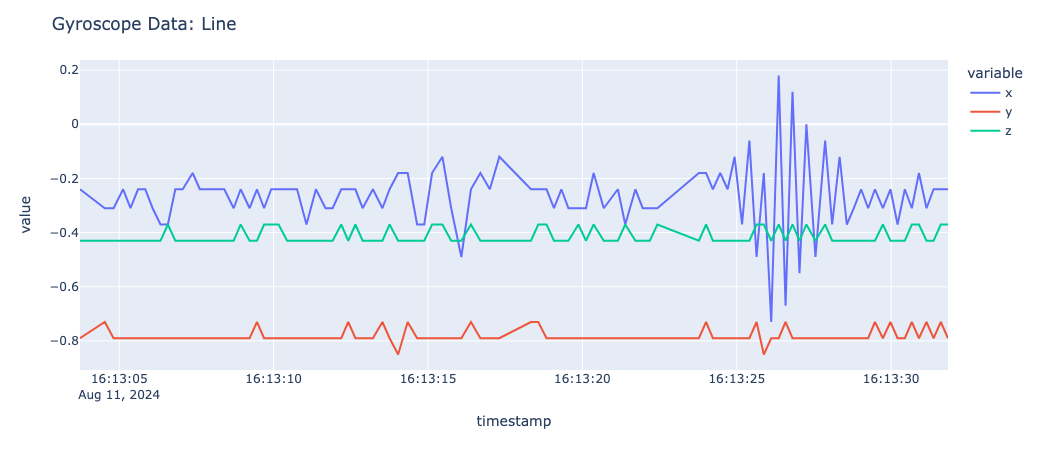 Gyroscope Data: Line
variable
x
y
z
value
0.2
0
−0.2
−0.4
−0.6
−0.8
16:13:05 16:13:10 16:13:15 16:13:20 16:13:25 16:13:30
Aug 11, 2024
timestamp